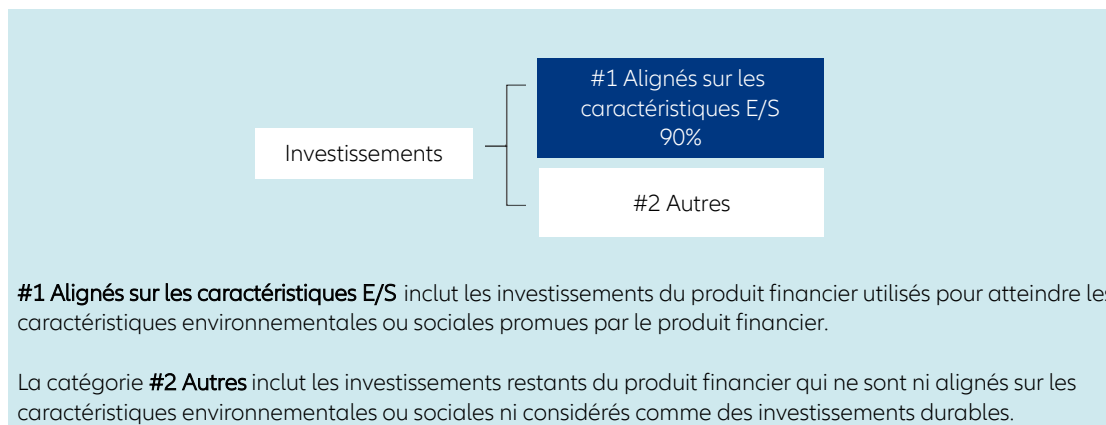 #1 Alignés sur les
caractéristiques E/S
90%
Investissements
#2 Autres
#1 Alignés sur les caractéristiques E/S inclut les investissements du produit financier utilisés pour atteindre les
caractéristiques environnementales ou sociales promues par le produit financier.
La catégorie #2 Autres inclut les investissements restants du produit financier qui ne sont ni alignés sur les
caractéristiques environnementales ou sociales ni considérés comme des investissements durables.